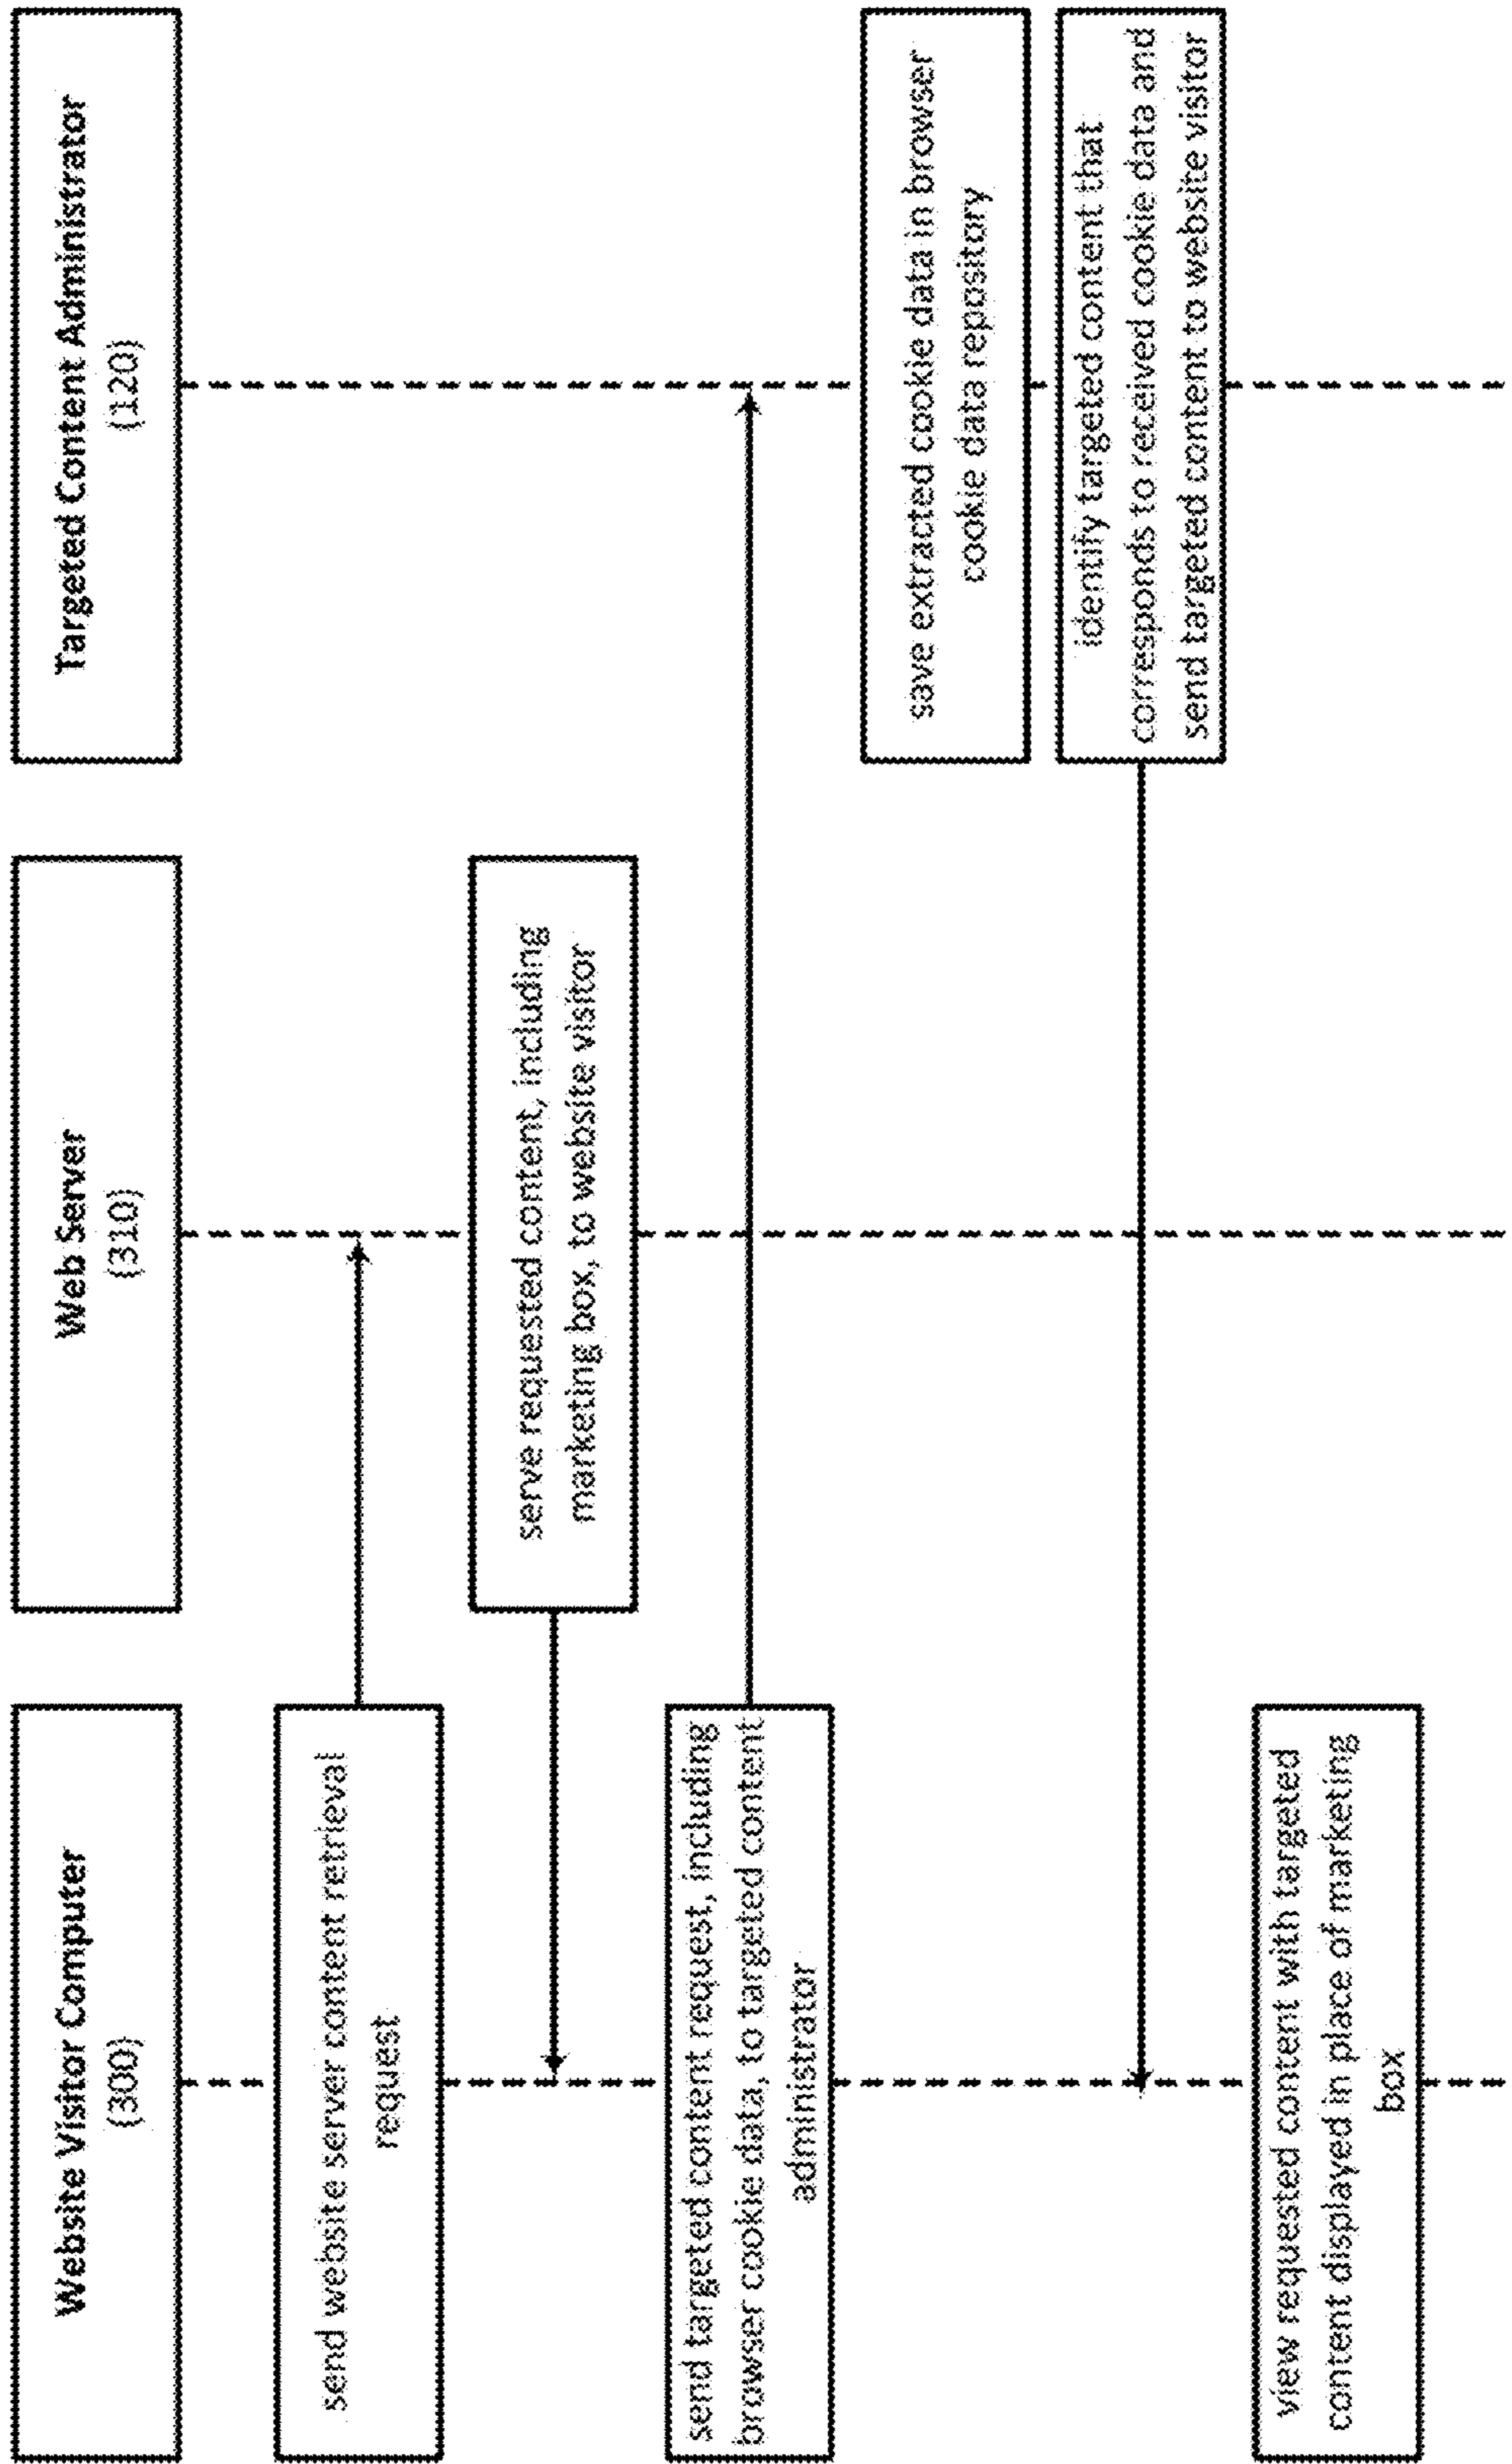 Website Visitor Computer
(300)
Web Server
(310)
Targeted Content Administrator
(120)
send website server content retrieval
request
serve requested content, including
marketing box, to website visitor
send targeted content request, including
browser cookie data, to targeted content
administrator
save extracted cookie data in browser
cookie data repository
identify targeted content that
corresponds to received cookie data and
send targeted content to website visitor
view requested content with targeted
content displayed in place of marketing
box